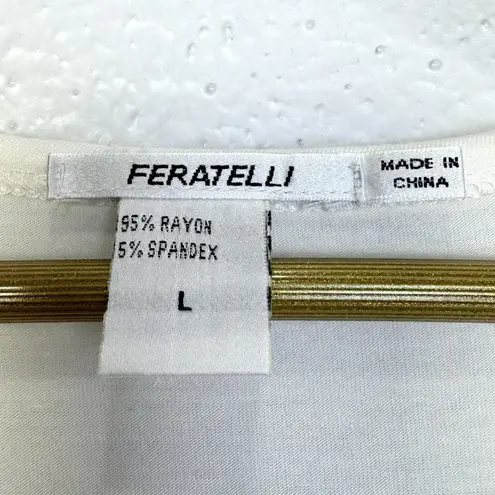 FERATELLI
MADE IN
CHINA
95% RAYON
5% SPANDEX
L